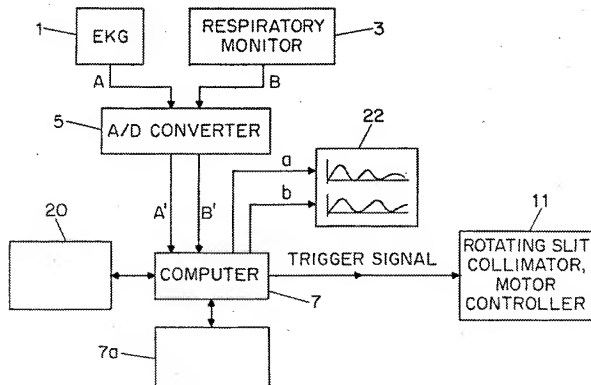 1
EKG
RESPIRATORY
MONITOR
3
A
B
5
A/D CONVERTER
22
a
b
A'
B'
20
COMPUTER
7
TRIGGER SIGNAL
11
ROTATING SLIT
COLLIMATOR,
MOTOR
CONTROLLER
7a